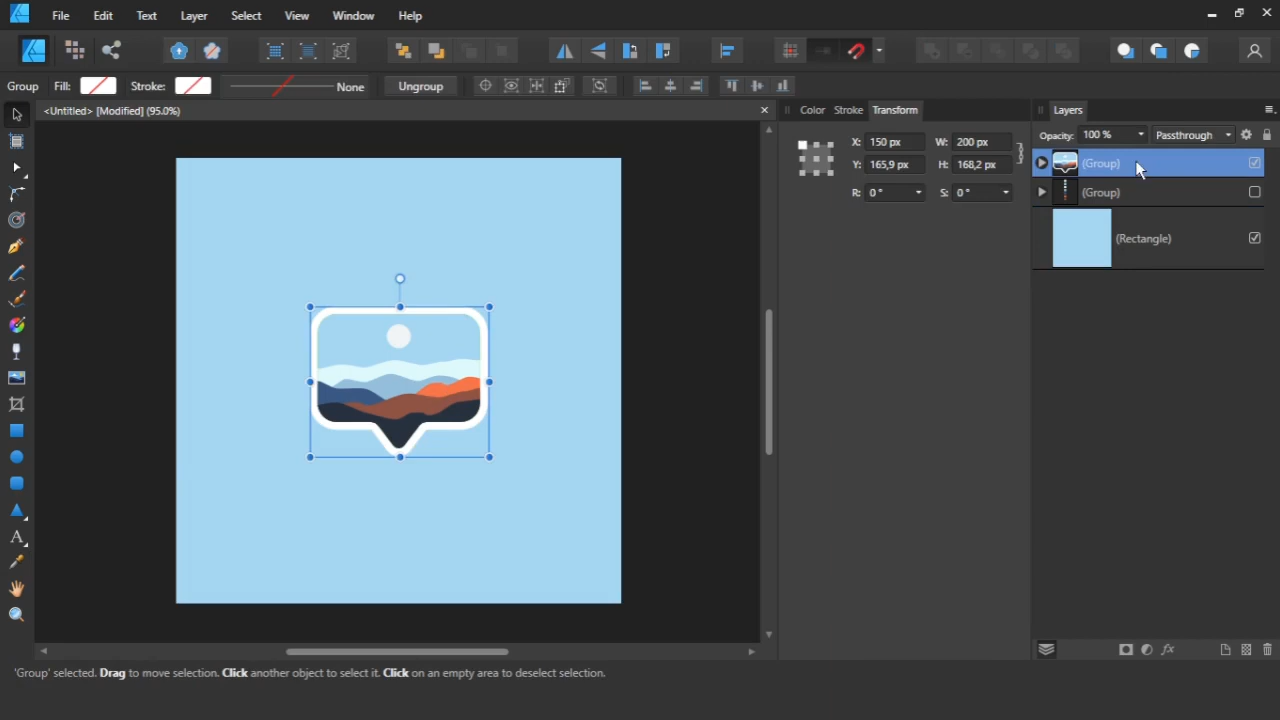 File Edit Text Layer Select View Window Help
Group Fill: Stroke: None Ungroup
<Untitled> [Modified] (95.0%)
Color Stroke Transform
X: 150 px W: 200 px
Y: 165,9 px H: 168,2 px
R: 0 ° S: 0 °
Layers
Opacity: 100 % Passthrough
(Group)
(Group)
(Rectangle)
'Group' selected. Drag to move selection. Click another object to select it. Click on an empty area to deselect selection.